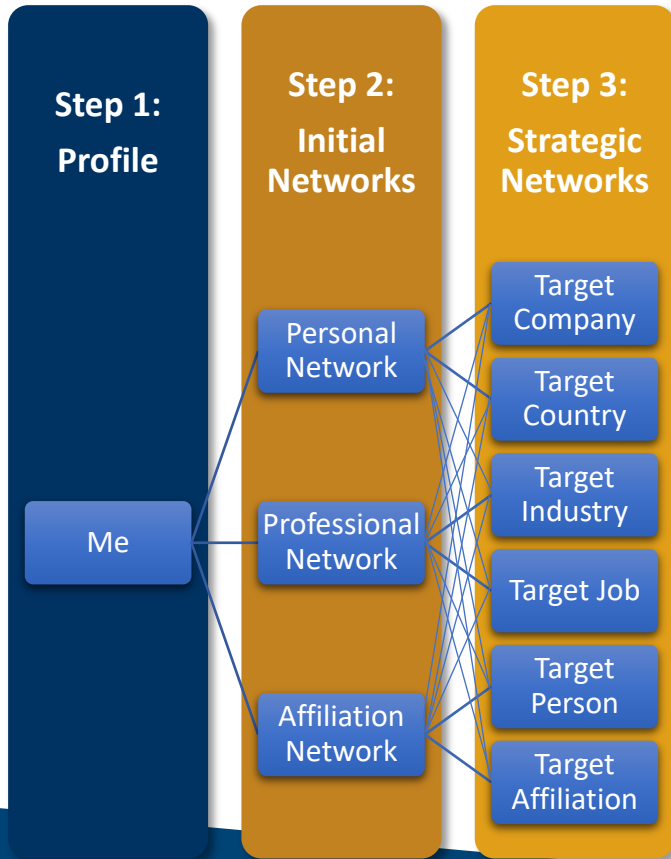 Step 1:
Profile
Me
Step 2:
Initial
Networks
Personal
Network
Professional
Network
Affiliation
Network
Step 3:
Strategic
Networks
Target
Company
Target
Country
Target
Industry
Target Job
Target
Person
Target
Affiliation